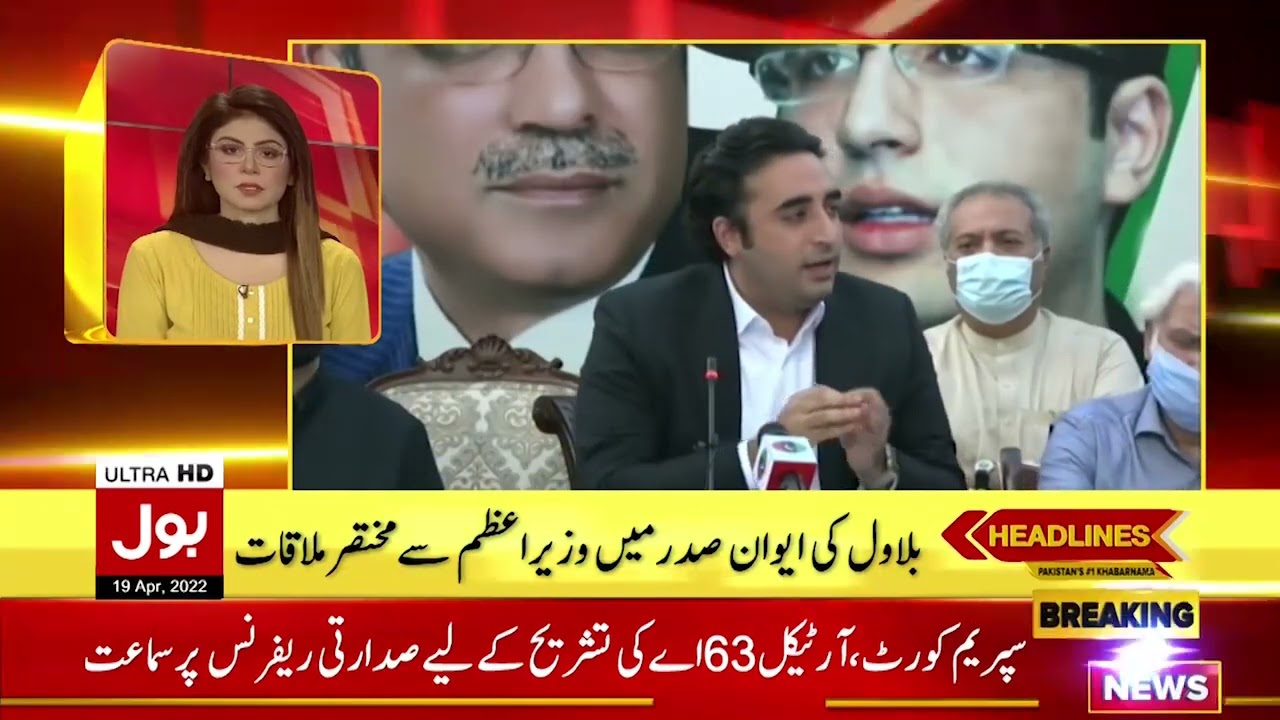 ULTRA HD
بول
19 Apr, 2022
بلاول کی ایوان صدر میں وزیراعظم سے مختصر ملاقات
HEADLINES
PAKISTAN'S #1 KHABARNAMA
BREAKING
NEWS
سپریم کورٹ، آرٹیکل 63 اے کی تشریح کے لیے صدارتی ریفرنس پر سماعت